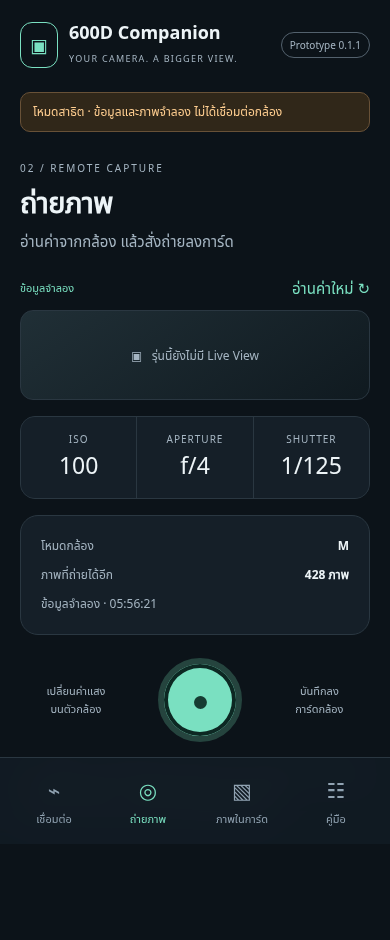 600D Companion
YOUR CAMERA. A BIGGER VIEW.
Prototype 0.1.1
โหมดสาธิต · ข้อมูลและภาพจำลอง ไม่ได้เชื่อมต่อกล้อง
02 / REMOTE CAPTURE
ถ่ายภาพ
อ่านค่าจากกล้อง แล้วสั่งถ่ายลงการ์ด
ข้อมูลจำลอง
อ่านค่าใหม่ ↻
รุ่นนี้ยังไม่มี Live View
ISO
100
APERTURE
f/4
SHUTTER
1/125
โหมดกล้อง
M
ภาพที่ถ่ายได้อีก
428 ภาพ
ข้อมูลจำลอง · 05:56:21
เปลี่ยนค่าแสง
บนตัวกล้อง
บันทึกลง
การ์ดกล้อง
เชื่อมต่อ
ถ่ายภาพ
ภาพในการ์ด
คู่มือ